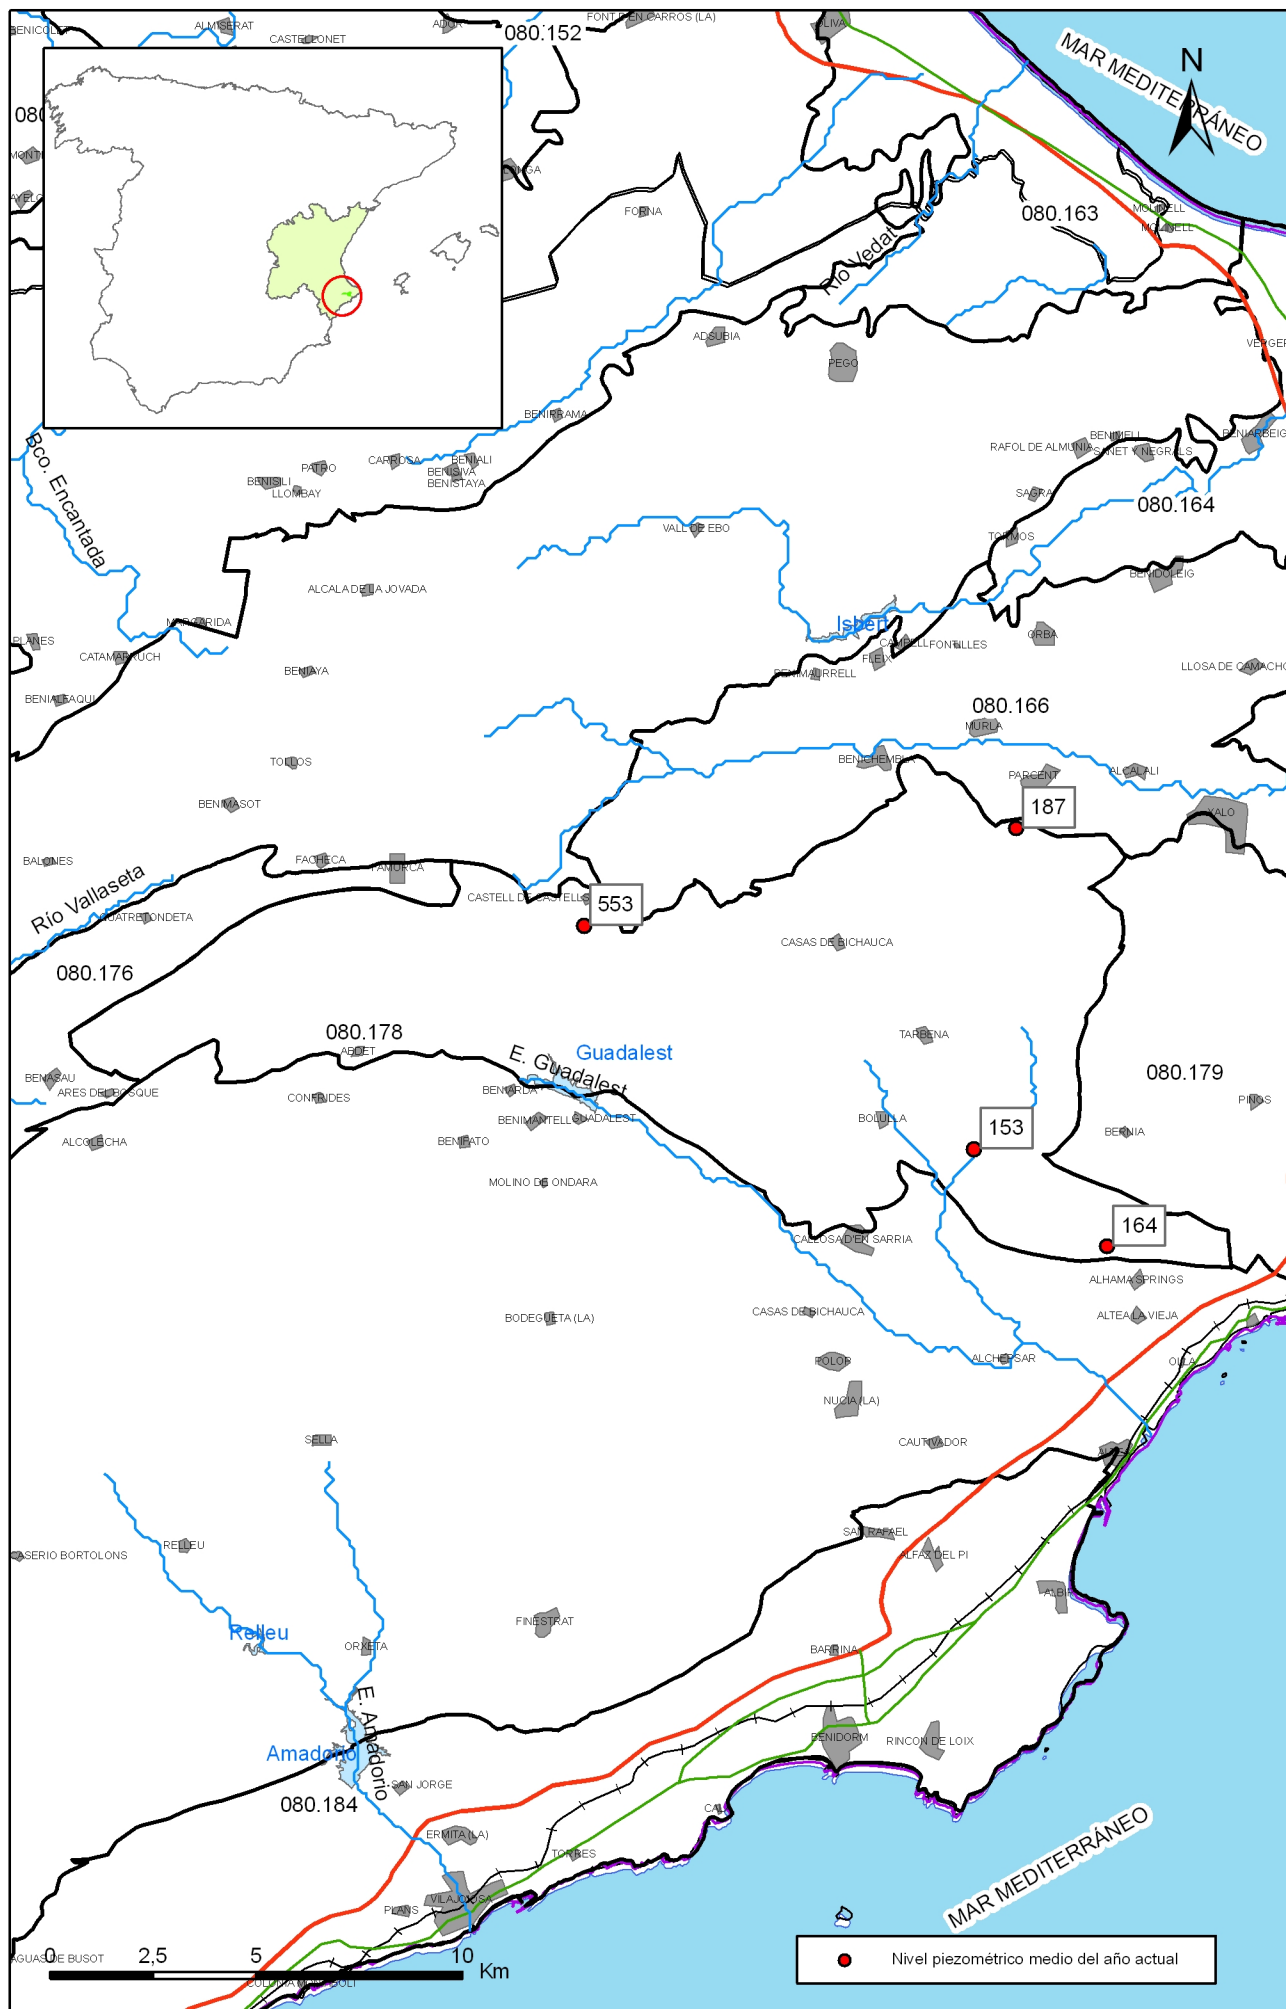 FONT D'EN CARROS (LA)
OLIVA
ADOR
ALMISERAT
CASTELLONET
080.152
MAR MEDITERRÁNEO
N
FORNA
080.163
MOLINELL
MOLINELL
Río Vedat
ADSUBIA
PEGO
BENIRRAMA
BENIARBEIG
RAFOL DE ALMUNIA
SANET Y NEGRALS
Bco. Encantada
PATRO
CARROSA
BENIALI
BENISIVA
BENISTAYA
BENISILI
LLOMBAY
SAGRA
080.164
VALL DE EBO
TORMOS
BENIDOLEIG
ALCALA DE LA JOVADA
MARGARIDA
Isbert
ORBA
PLANES
CATAMARRUCH
CAMPELL
FONTILLES
FLEIX
BENIMAURRELL
LLOSA DE CAMACHO
BENIAYA
BENIALFAQUI
080.166
MURLA
BENICHEMBLA
TOLLOS
PARCENT
ALCALALI
BENIMASOT
187
XALO
BALONES
FACHECA
FAMORCA
Río Vallaseta
CASTELL DE CASTELLS
553
CUATRETONDETA
CASAS DE BICHAUCA
080.176
080.178
TARBENA
ABDET
E. Guadalest
Guadalest
080.179
BENASAU
ARES DEL BOSQUE
CONFRIDES
BENIARDA
PINOS
BENIMANTELL
GUADALEST
BOLULLA
153
BERNIA
ALCOLECHA
BENIFATO
MOLINO DE ONDARA
164
CALLOSA D'EN SARRIA
ALHAMA SPRINGS
BODEGUETA (LA)
CASAS DE BICHAUCA
ALTEA LA VIEJA
POLOP
OLLA
NUCIA (LA)
SELLA
CAUTIVADOR
ALTEA
SAN RAFAEL
RELLEU
CASERIO BORTOLONS
ALFAZ DEL PI
ALBIR
FINESTRAT
Relleu
ORXETA
BARRINA
E. Amadorio
BENIDORM
RINCON DE LOIX
Amadorio
SAN JORGE
080.184
ERMITA (LA)
TORRES
MAR MEDITERRÁNEO
VILAJOIOSA
PLANS
AGUAS DE BUSOT
0 2,5 5 10
Km
Nivel piezométrico medio del año actual